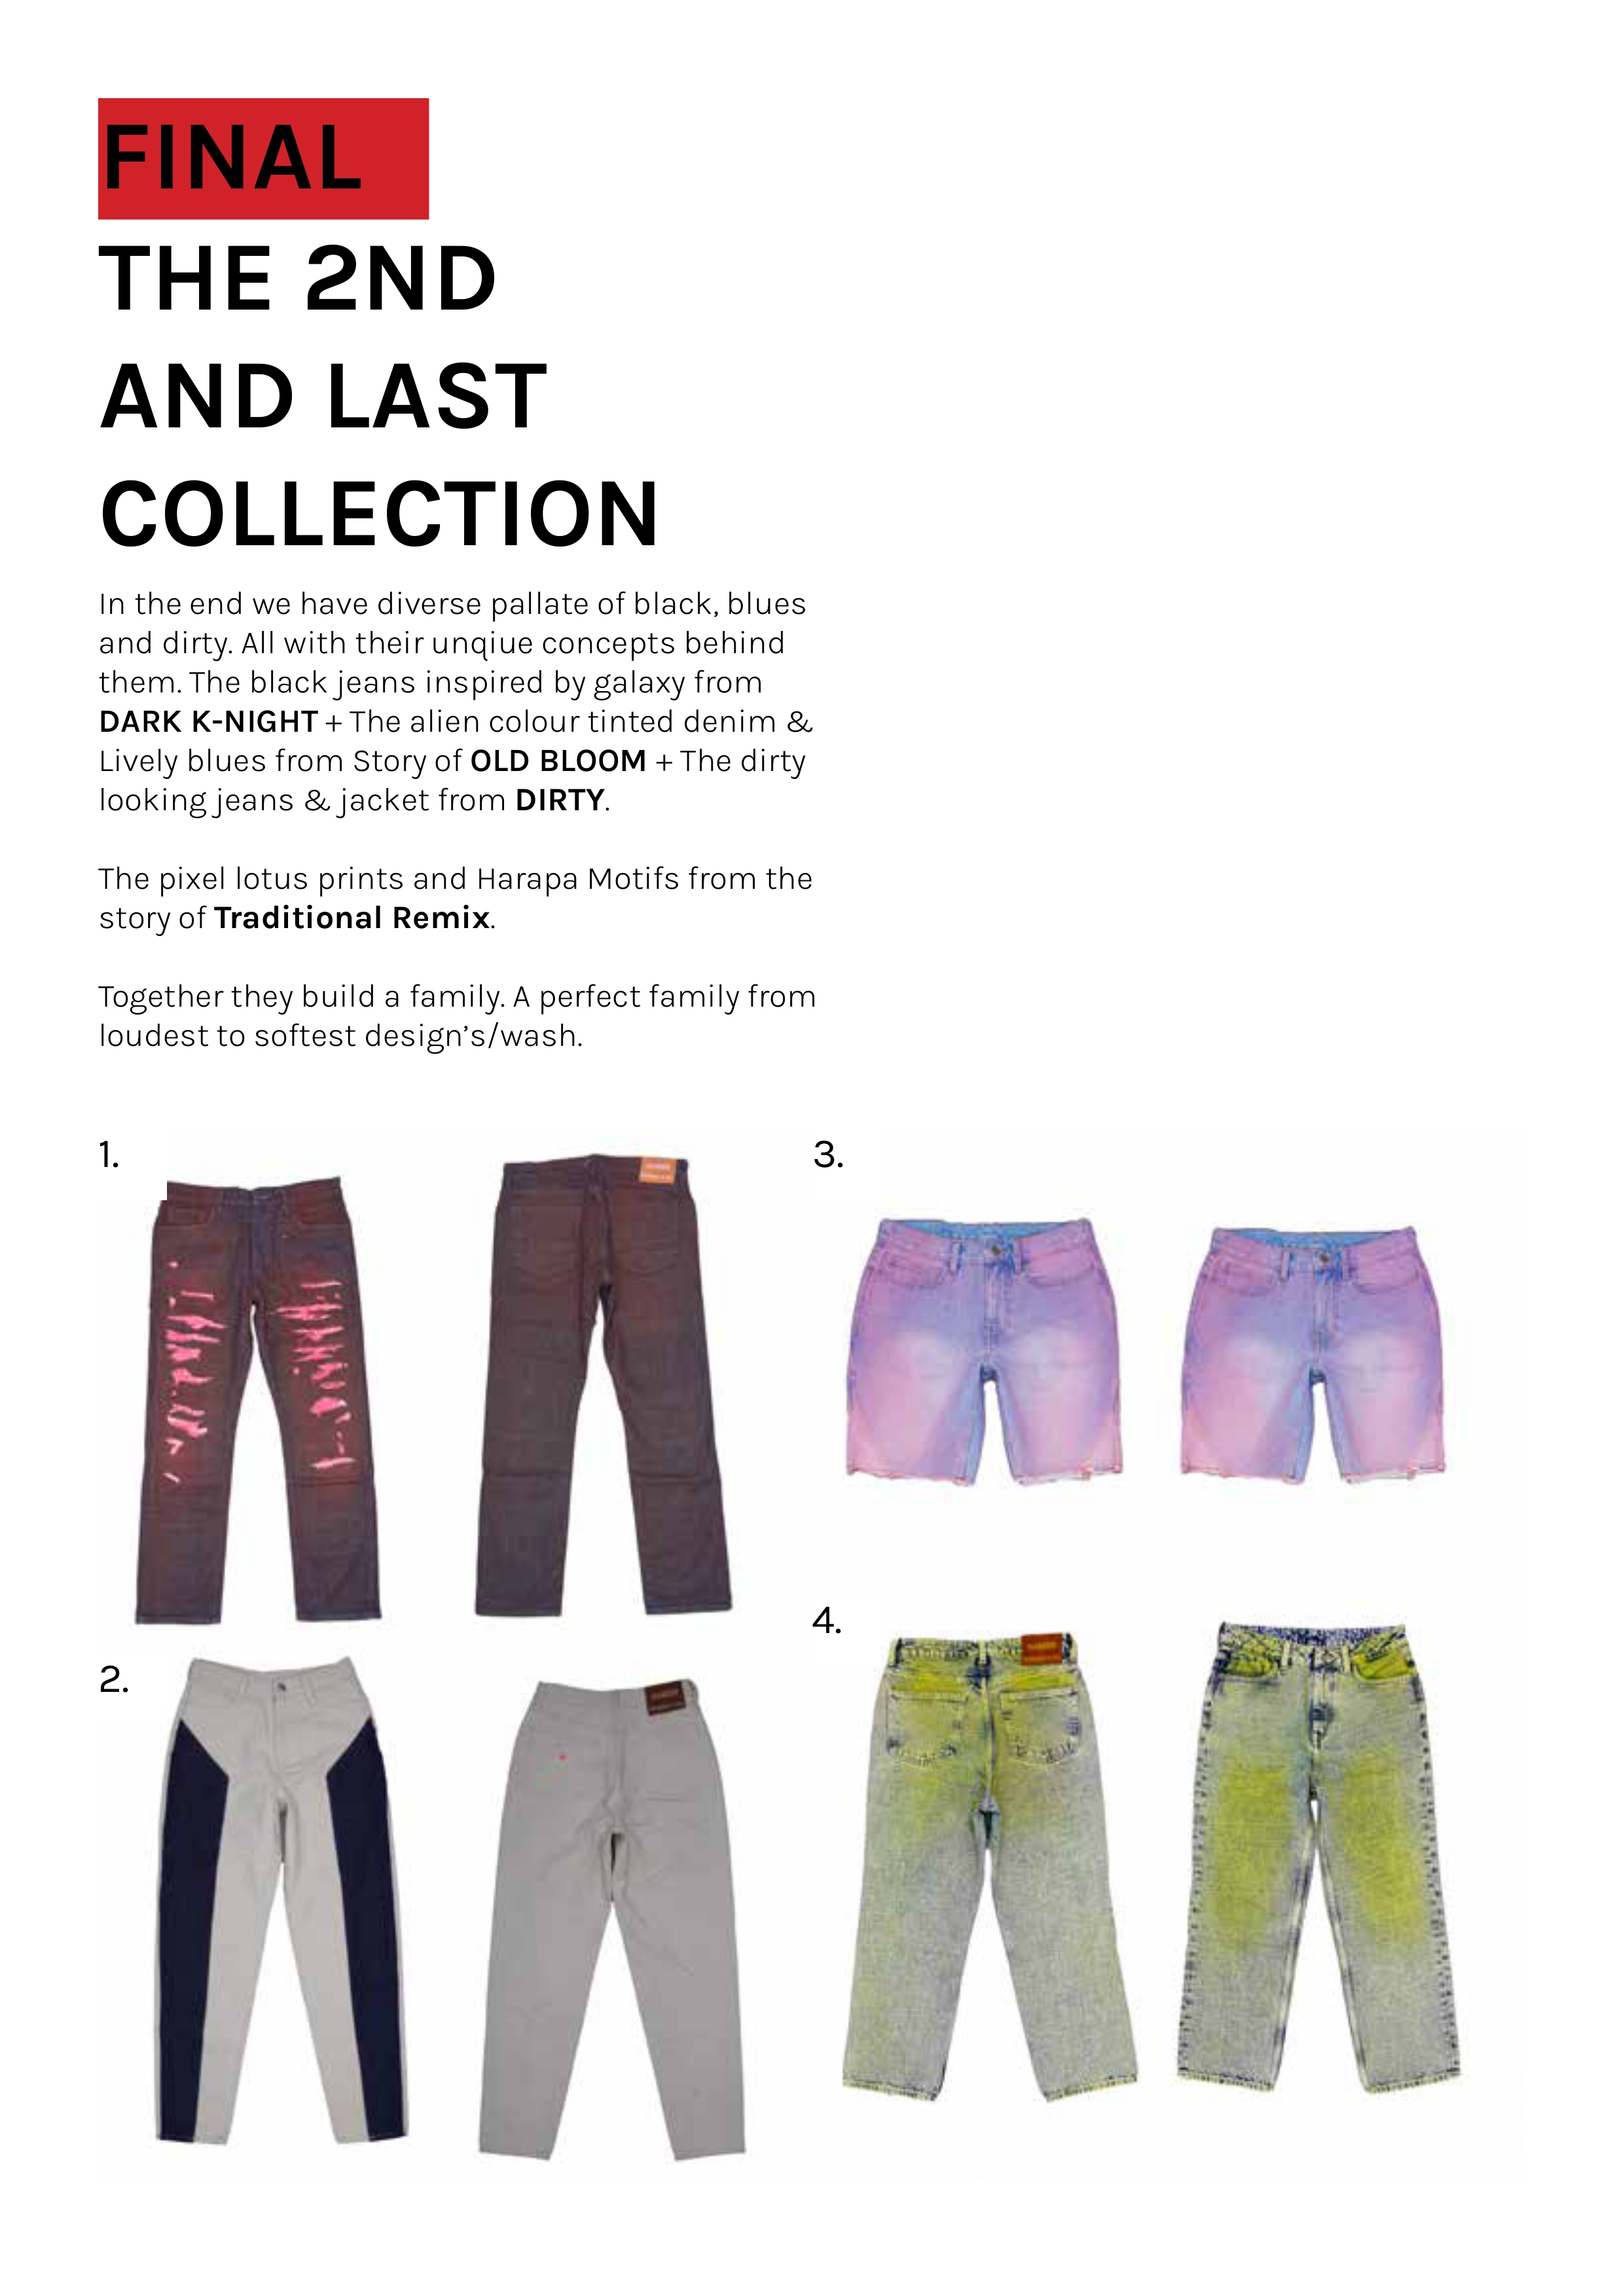 FINAL
THE 2ND
AND LAST
COLLECTION
In the end we have diverse pallate of black, blues
and dirty. All with their unqiue concepts behind
them. The black jeans inspired by galaxy from
DARK K-NIGHT + The alien colour tinted denim &
Lively blues from Story of OLD BLOOM + The dirty
looking jeans & jacket from DIRTY.
The pixel lotus prints and Harapa Motifs from the
story of Traditional Remix.
Together they build a family. A perfect family from
loudest to softest design’s/wash.
1.
2.
3.
4.